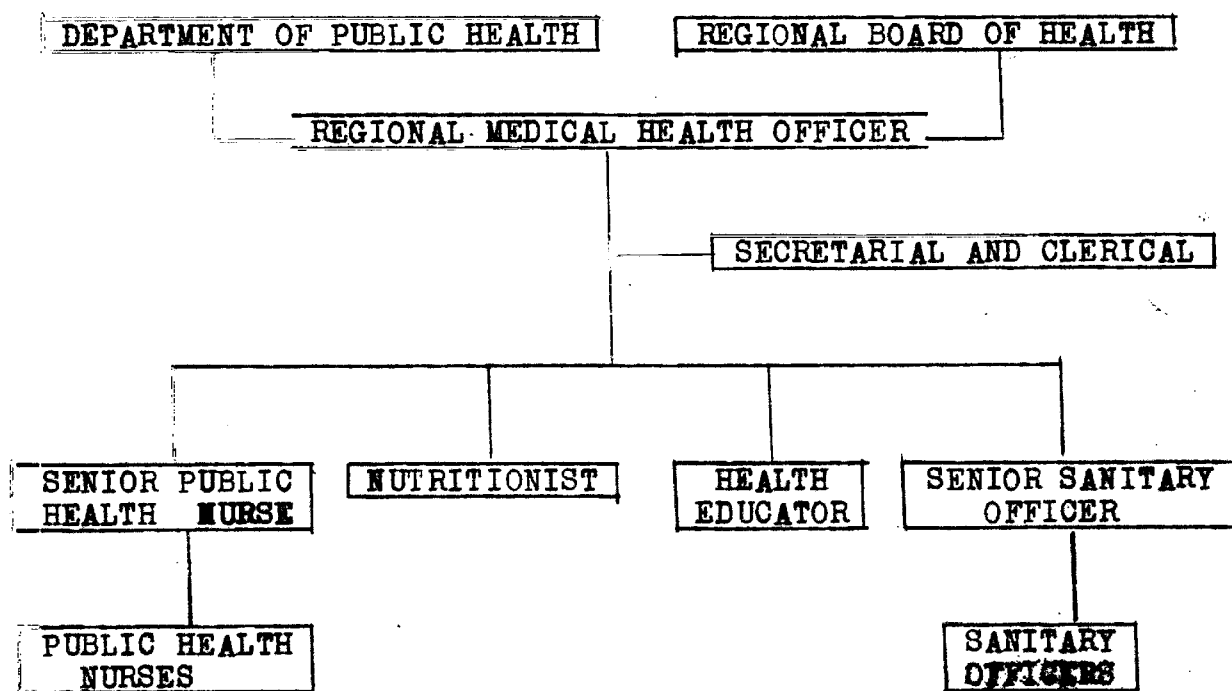 DEPARTMENT OF PUBLIC HEALTH
REGIONAL BOARD OF HEALTH
REGIONAL MEDICAL HEALTH OFFICER
SECRETARIAL AND CLERICAL
SENIOR PUBLIC
HEALTH NURSE
NUTRITIONIST
HEALTH
EDUCATOR
SENIOR SANITARY
OFFICER
PUBLIC HEALTH
NURSES
SANITARY
OFFICERS